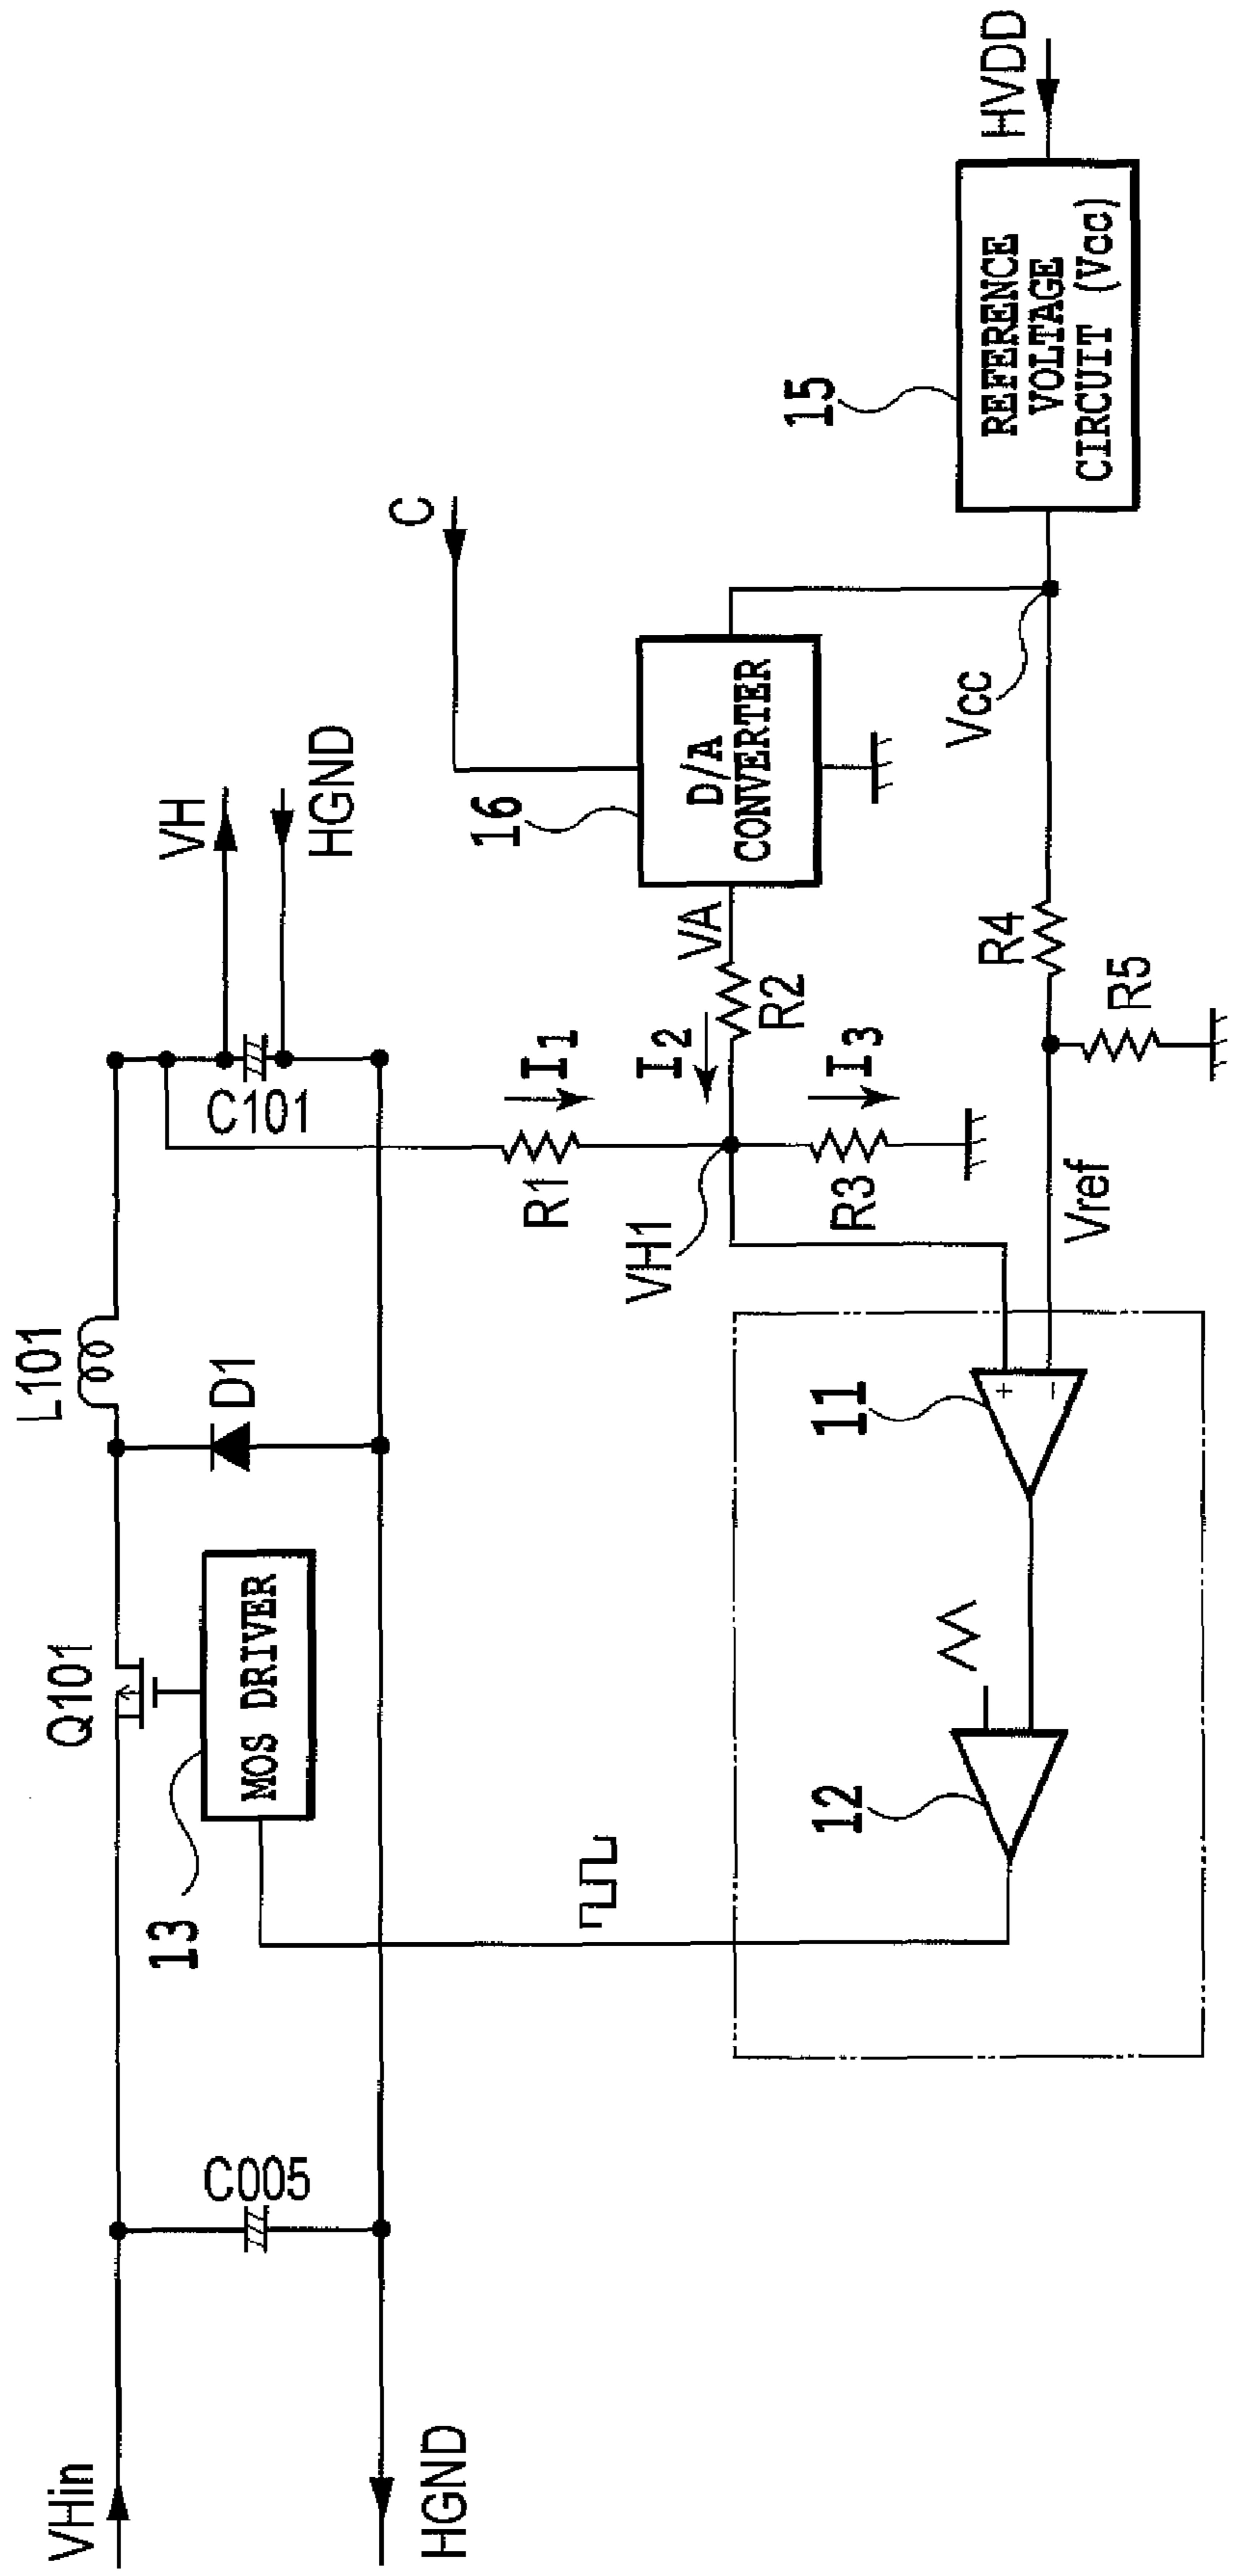 VHin
HGND
C005
Q101
MOS DRIVER
13
L101
D1
C101
VH
HGND
R1
I1
I2
I3
R2
R3
VH1
VA
16
D/A
CONVERTER
C
15
REFERENCE
VOLTAGE
CIRCUIT (Vcc)
HVDD
Vcc
R4
R5
Vref
11
+
−
12